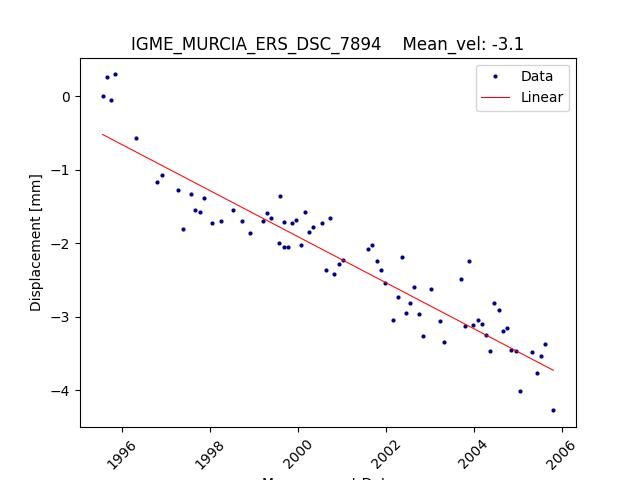 IGME_MURCIA_ERS_DSC_7894    Mean_vel: -3.1
Data
Linear
0
−1
−2
−3
−4
Displacement [mm]
1996
1998
2000
2002
2004
2006